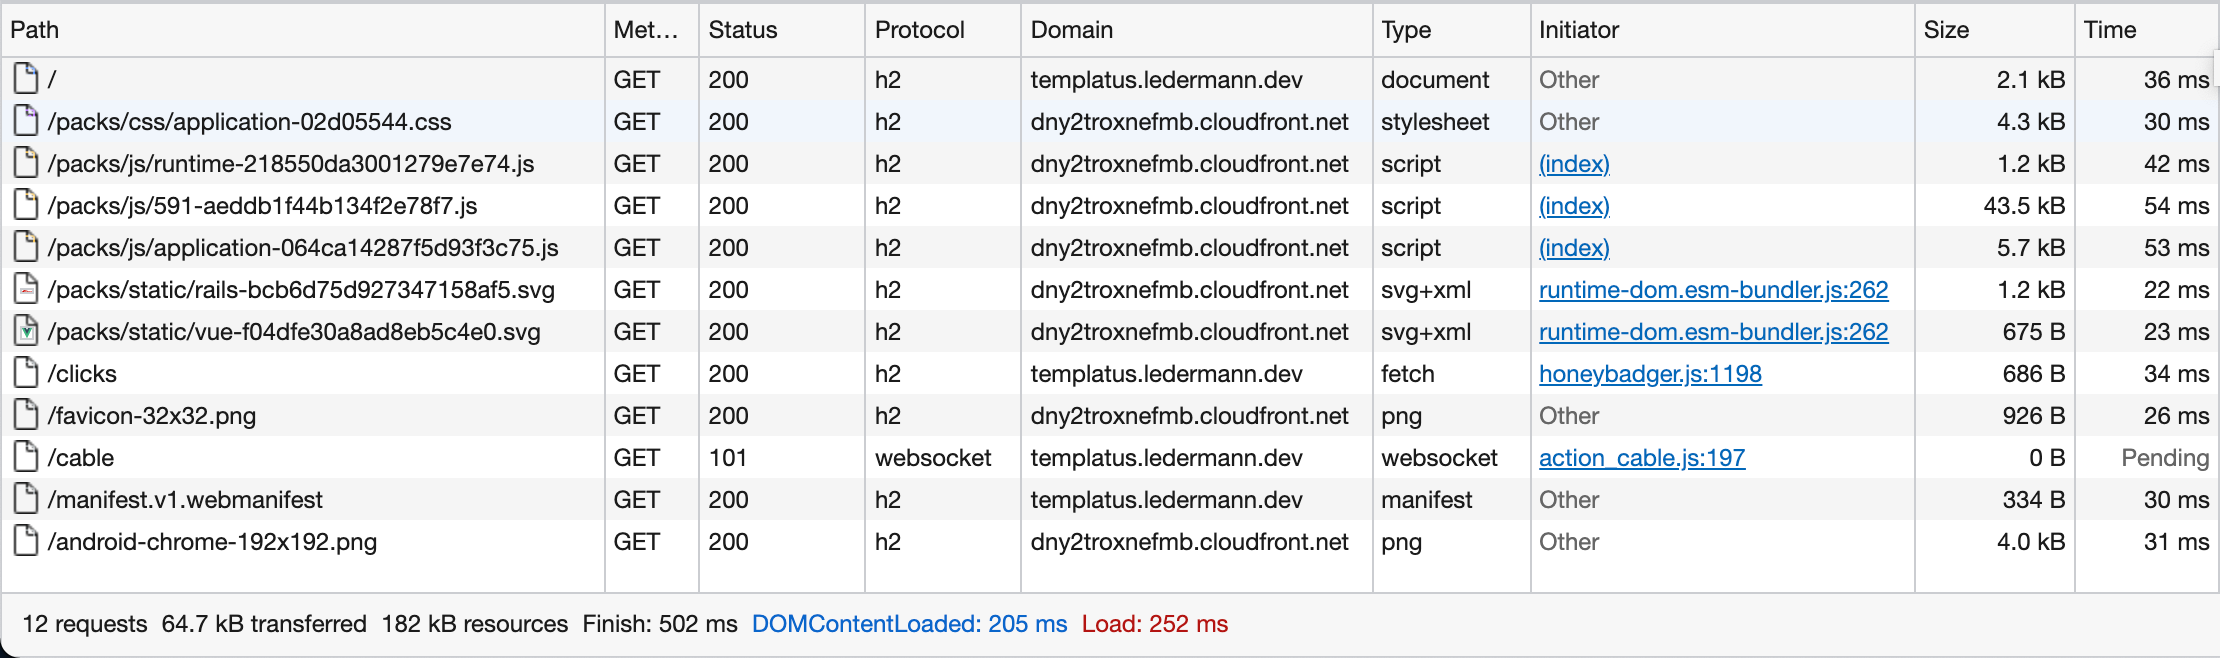 Path Met... Status Protocol Domain Type Initiator Size Time
/ GET 200 h2 templatus.ledermann.dev document Other 2.1 kB 36 ms
/packs/css/application-02d05544.css GET 200 h2 dny2troxnefmb.cloudfront.net stylesheet Other 4.3 kB 30 ms
/packs/js/runtime-218550da3001279e7e74.js GET 200 h2 dny2troxnefmb.cloudfront.net script (index) 1.2 kB 42 ms
/packs/js/591-aeddb1f44b134f2e78f7.js GET 200 h2 dny2troxnefmb.cloudfront.net script (index) 43.5 kB 54 ms
/packs/js/application-064ca14287f5d93f3c75.js GET 200 h2 dny2troxnefmb.cloudfront.net script (index) 5.7 kB 53 ms
/packs/static/rails-bcb6d75d927347158af5.svg GET 200 h2 dny2troxnefmb.cloudfront.net svg+xml runtime-dom.esm-bundler.js:262 1.2 kB 22 ms
/packs/static/vue-f04dfe30a8ad8eb5c4e0.svg GET 200 h2 dny2troxnefmb.cloudfront.net svg+xml runtime-dom.esm-bundler.js:262 675 B 23 ms
/clicks GET 200 h2 templatus.ledermann.dev fetch honeybadger.js:1198 686 B 34 ms
/favicon-32x32.png GET 200 h2 dny2troxnefmb.cloudfront.net png Other 926 B 26 ms
/cable GET 101 websocket templatus.ledermann.dev websocket action_cable.js:197 0 B Pending
/manifest.v1.webmanifest GET 200 h2 templatus.ledermann.dev manifest Other 334 B 30 ms
/android-chrome-192x192.png GET 200 h2 dny2troxnefmb.cloudfront.net png Other 4.0 kB 31 ms
12 requests 64.7 kB transferred 182 kB resources Finish: 502 ms DOMContentLoaded: 205 ms Load: 252 ms